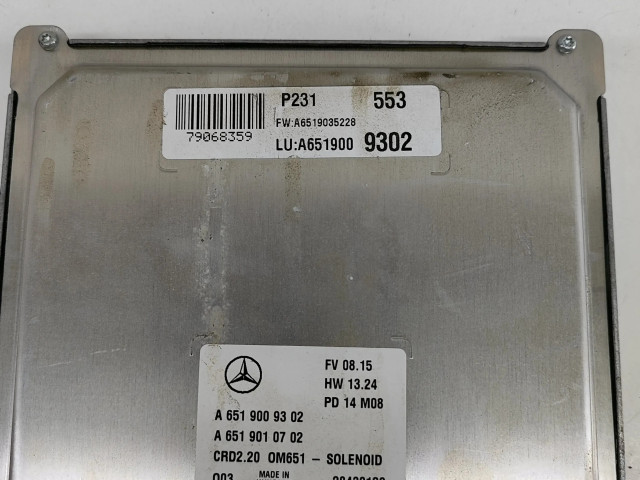 P231 553
FW:A6519035228
79068359
LU:A651900 9302
FV 08.15
HW 13.24
PD 14 M08
A 651 900 93 02
A 651 901 07 02
CRD2.20 OM651 - SOLENOID
003 MADE IN